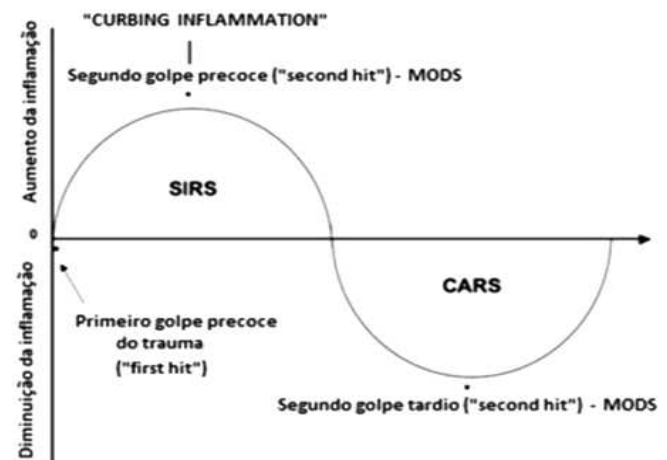 "CURBING INFLAMMATION"
Segundo golpe precoce ("second hit") - MODS
Aumento da inflamação
SIRS
0
CARS
Diminuição da inflamação
Primeiro golpe precoce
do trauma
("first hit")
Segundo golpe tardio ("second hit") - MODS